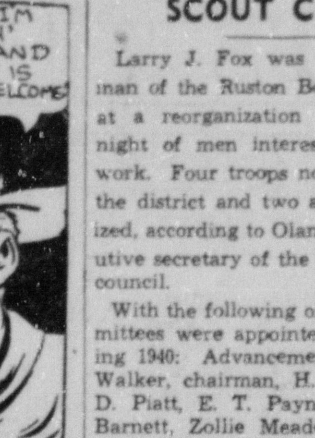 I'M
AND
IS
ELCOME
SCOUT C
Larry J. Fox was
man of the Ruston B
at a reorganization
night of men interes
work. Four troops n
the district and two a
ized, according to Olan
utive secretary of the
council.
With the following o
mittees were appointe
ing 1940: Advanceme
Walker, chairman, H.
D. Piatt, E. T. Payn
Barnett, Zollie Mead